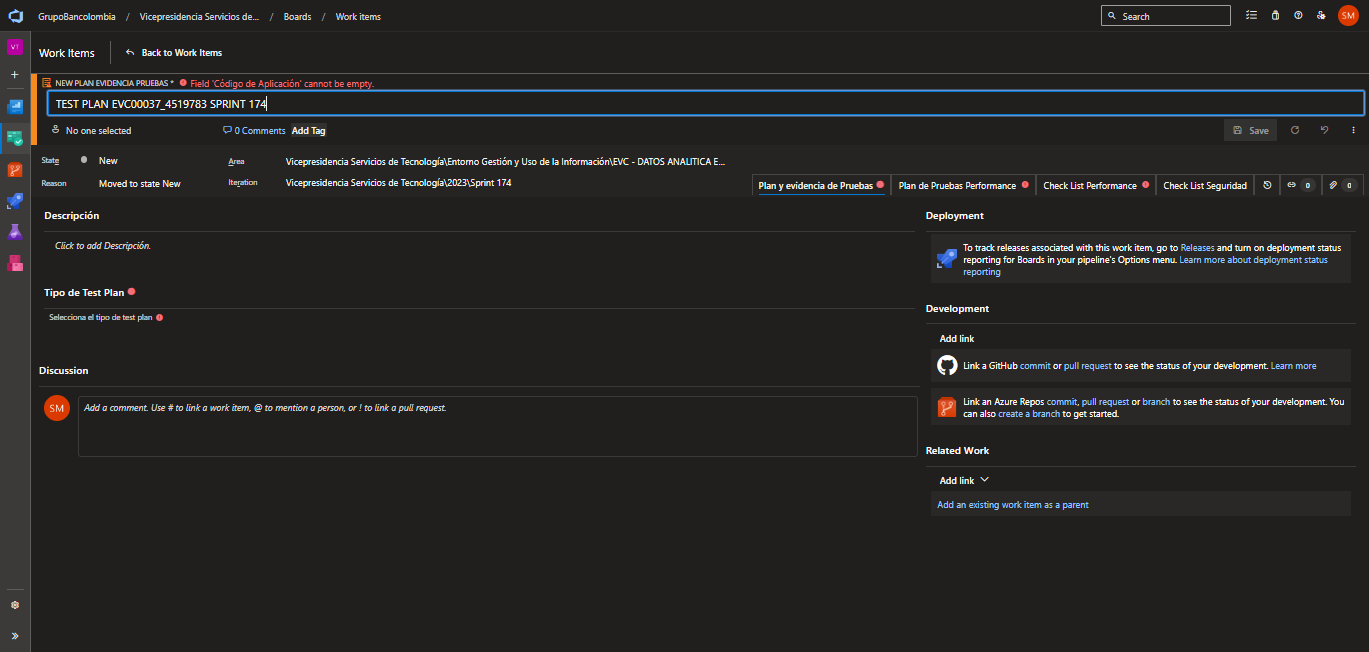 GrupoBancolombia / Vicepresidencia Servicios de... / Boards / Work items
Search
SM
VT
Work Items
Back to Work Items
NEW PLAN EVIDENCIA PRUEBAS * Field 'Código de Aplicación' cannot be empty.
TEST PLAN EVC00037_4519783 SPRINT 174
No one selected
0 Comments
Add Tag
Save
State
New
Area
Vicepresidencia Servicios de Tecnología\Entorno Gestión y Uso de la Información\EVC - DATOS ANALITICA E...
Reason
Moved to state New
Iteration
Vicepresidencia Servicios de Tecnología\2023\Sprint 174
Plan y evidencia de Pruebas
Plan de Pruebas Performance
Check List Performance
Check List Seguridad
0
0
Descripción
Click to add Descripción.
Tipo de Test Plan
Selecciona el tipo de test plan
Discussion
SM
Add a comment. Use # to link a work item, @ to mention a person, or ! to link a pull request.
Deployment
To track releases associated with this work item, go to Releases and turn on deployment status
reporting for Boards in your pipeline's Options menu. Learn more about deployment status
reporting
Development
Add link
Link a GitHub commit or pull request to see the status of your development. Learn more
Link an Azure Repos commit, pull request or branch to see the status of your development. You
can also create a branch to get started.
Related Work
Add link
Add an existing work item as a parent